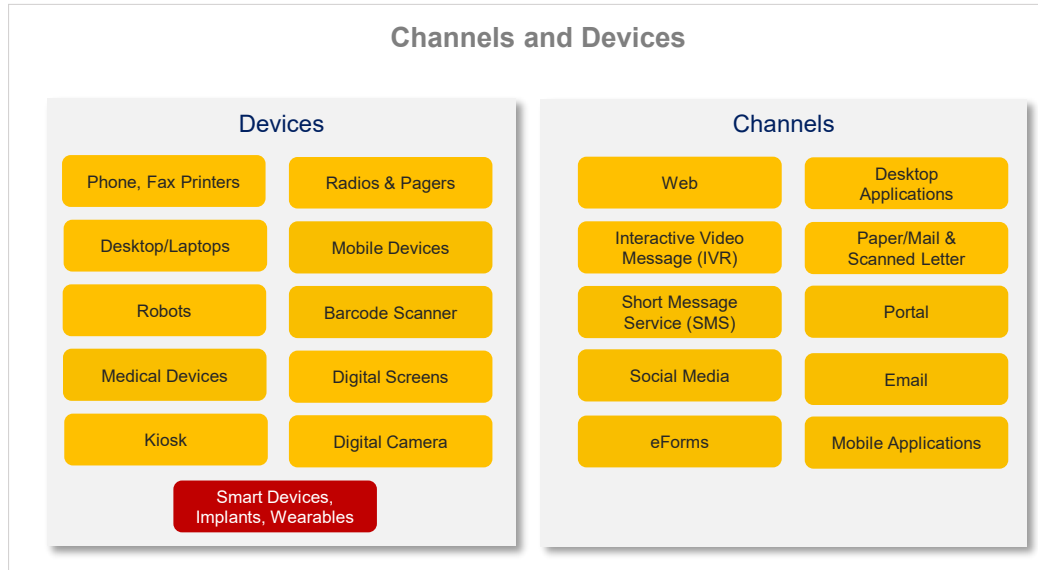 Channels and Devices
Devices
Phone, Fax Printers
Radios & Pagers
Desktop/Laptops
Mobile Devices
Robots
Barcode Scanner
Medical Devices
Digital Screens
Kiosk
Digital Camera
Smart Devices,
Implants, Wearables
Channels
Web
Desktop
Applications
Interactive Video
Message (IVR)
Paper/Mail &
Scanned Letter
Short Message
Service (SMS)
Portal
Social Media
Email
eForms
Mobile Applications